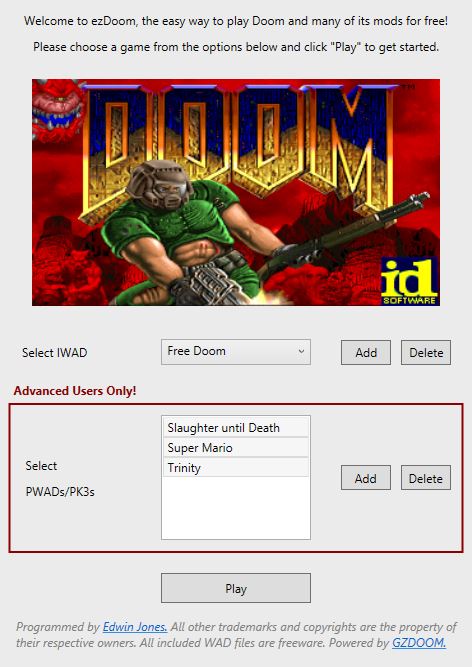 Welcome to ezDoom, the easy way to play Doom and many of its mods for free!
Please choose a game from the options below and click "Play" to get started.
DOOM
TM
id
SOFTWARE
Select IWAD
Free Doom
Add
Delete
Advanced Users Only!
Slaughter until Death
Super Mario
Trinity
Select
PWADs/PK3s
Add
Delete
Play
Programmed by Edwin Jones. All other trademarks and copyrights are the property of
their respective owners. All included WAD files are freeware. Powered by GZDOOM.